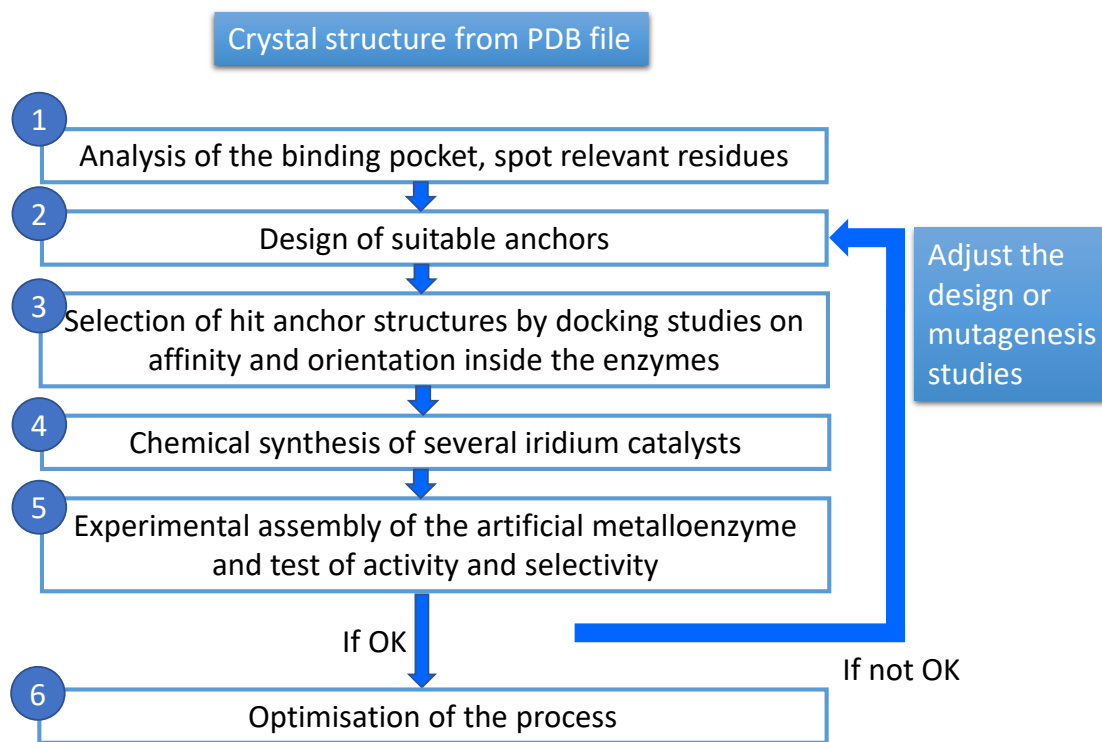 Crystal structure from PDB file
1
Analysis of the binding pocket, spot relevant residues
2
Design of suitable anchors
3
Selection of hit anchor structures by docking studies on
affinity and orientation inside the enzymes
4
Chemical synthesis of several iridium catalysts
5
Experimental assembly of the artificial metalloenzyme
and test of activity and selectivity
If OK
6
Optimisation of the process
Adjust the
design or
mutagenesis
studies
If not OK